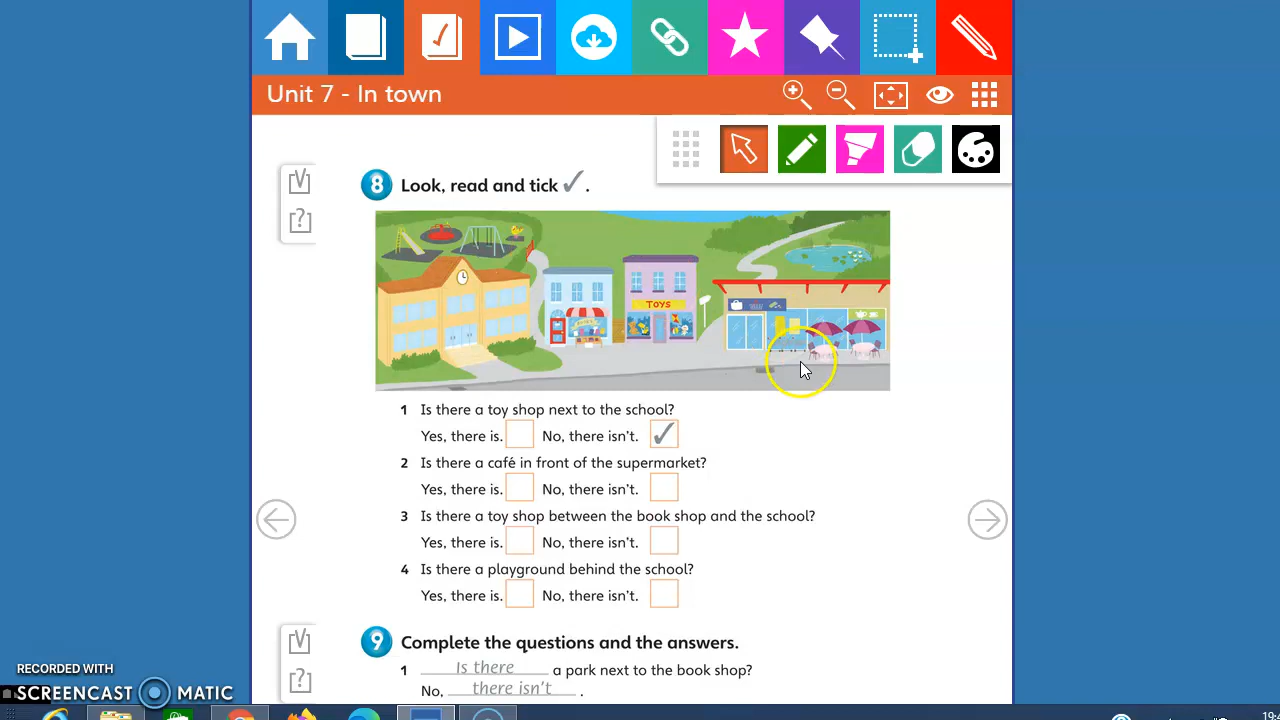 Unit 7 - In town
8 Look, read and tick ✓.
TOYS
1 Is there a toy shop next to the school?
Yes, there is. No, there isn't. ✓
2 Is there a café in front of the supermarket?
Yes, there is. No, there isn't.
3 Is there a toy shop between the book shop and the school?
Yes, there is. No, there isn't.
4 Is there a playground behind the school?
Yes, there is. No, there isn't.
9 Complete the questions and the answers.
1 Is there a park next to the book shop?
No, there isn't .
RECORDED WITH
SCREENCAST MATIC